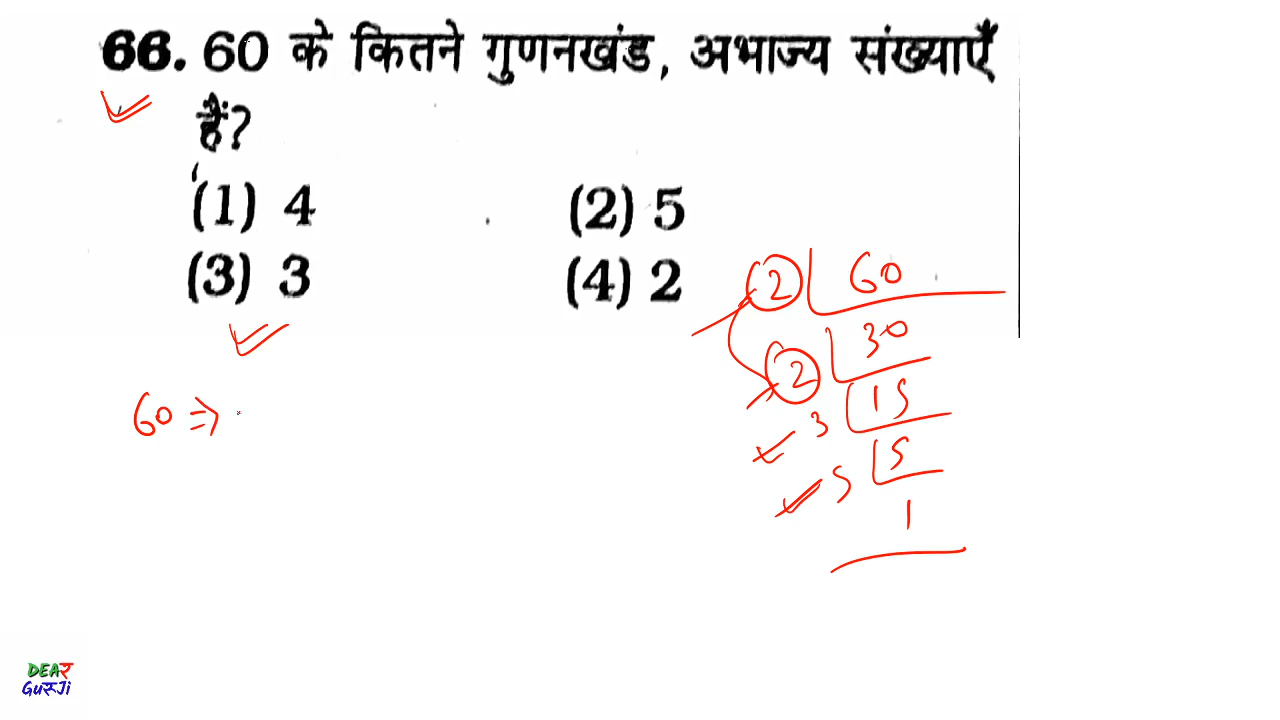 66. 60 के कितने गुणनखंड, अभाज्य संख्याएँ
हैं?
(1) 4 (2) 5
(3) 3 (4) 2
2 60
2 30
3 15
5 5
1
60 ⇒
DEAR
GuruJi